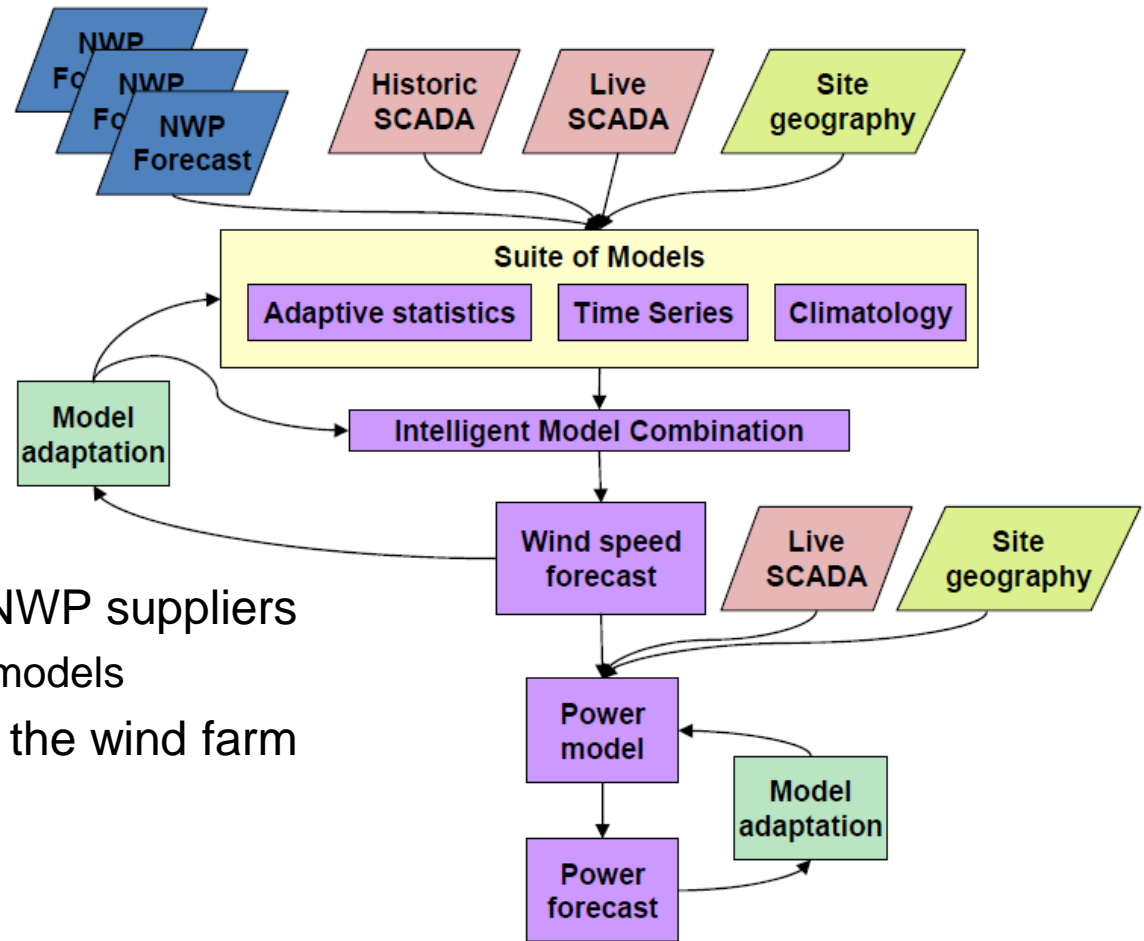 NWP
Fo
NWP
Fo
NWP
Forecast
Historic
SCADA
Live
SCADA
Site
geography
Suite of Models
Adaptive statistics
Time Series
Climatology
Model
adaptation
Intelligent Model Combination
Wind speed
forecast
Live
SCADA
Site
geography
NWP suppliers
models
the wind farm
Power
model
Model
adaptation
Power
forecast